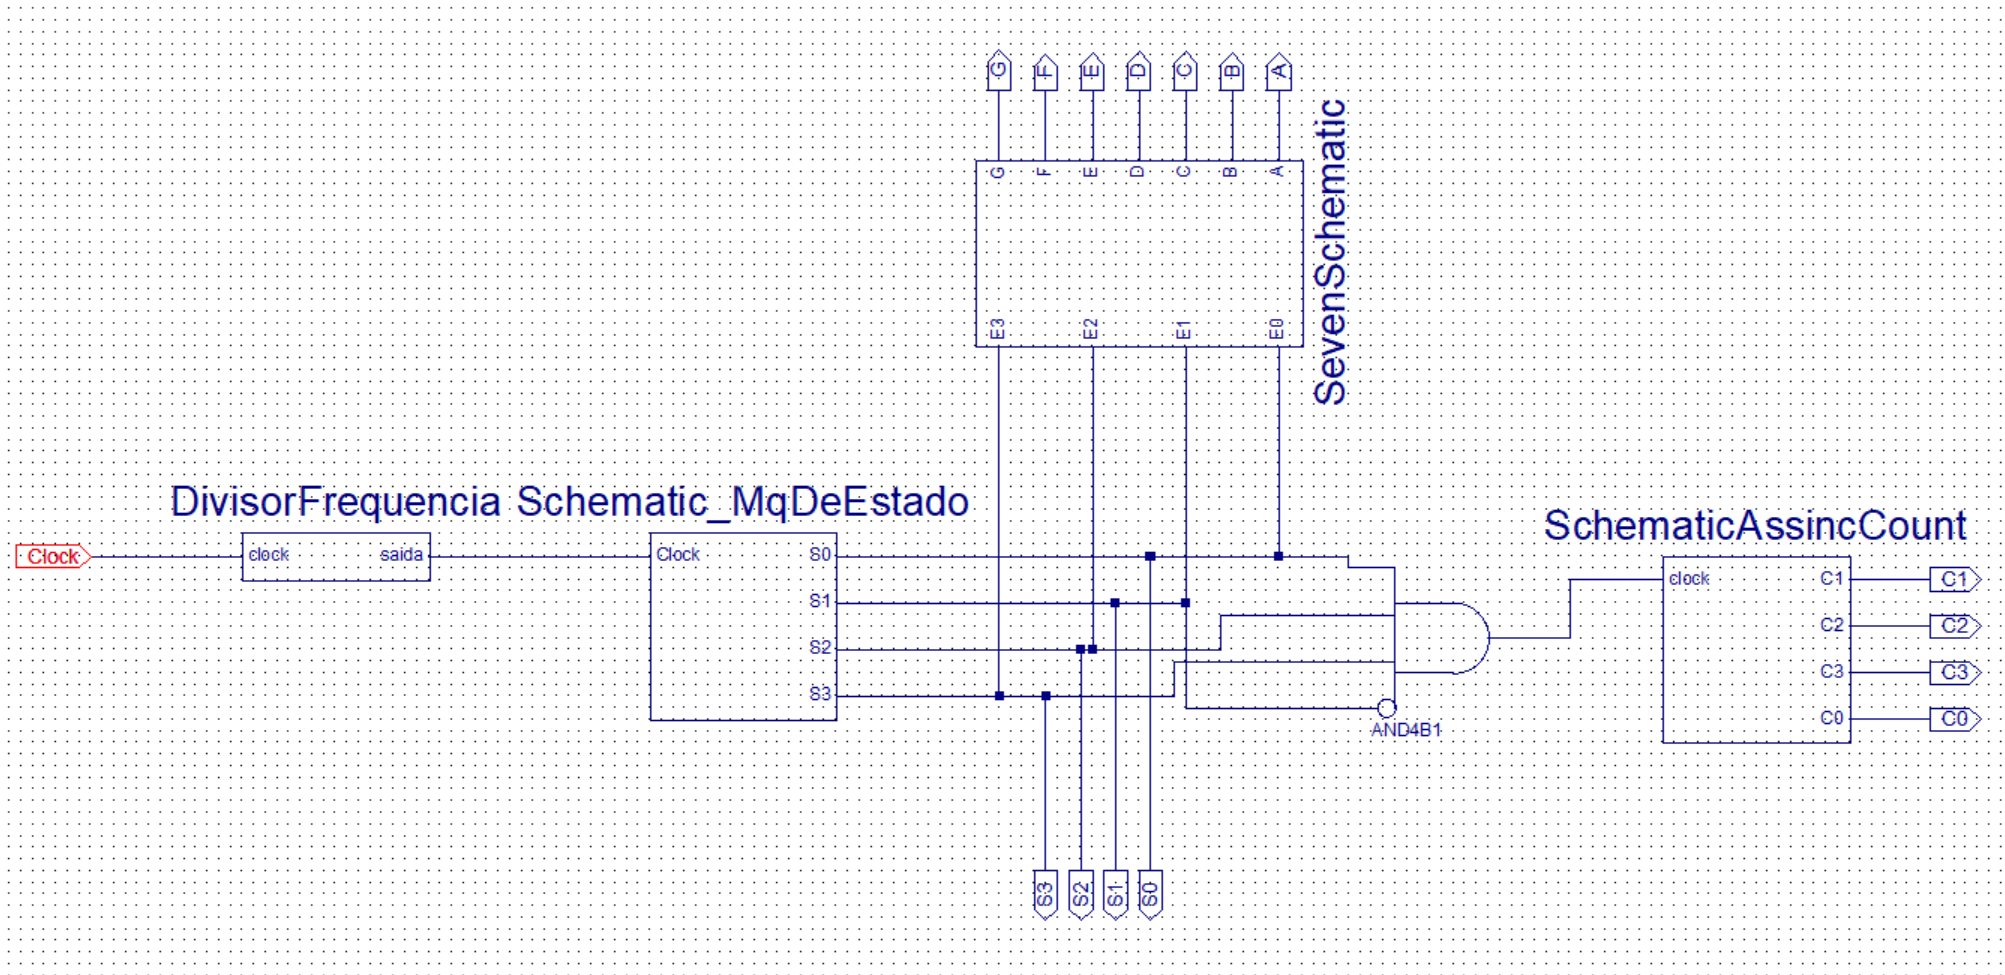 G F E D C B A
G F E D C B A
SevenSchematic
E3 E2 E1 E0
DivisorFrequencia Schematic_MqDeEstado
SchematicAssincCount
Clock clock saida Clock S0
S1
S2
S3
clock C1 C1
C2 C2
C3 C3
C0 C0
AND4B1
S3 S2 S1 S0